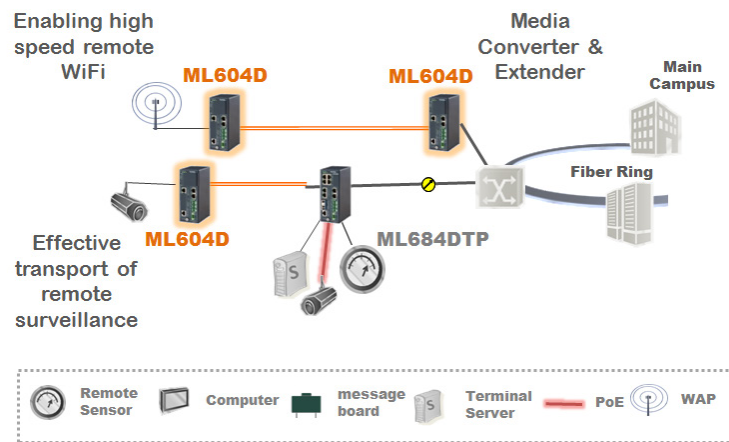 Enabling high
speed remote
WiFi
Media
Converter &
Extender
ML604D
ML604D
Main
Campus
Fiber Ring
ML604D
ML684DTP
Effective
transport of
remote
surveillance
S
Remote
Sensor
Computer
message
board
S
Terminal
Server
PoE
WAP